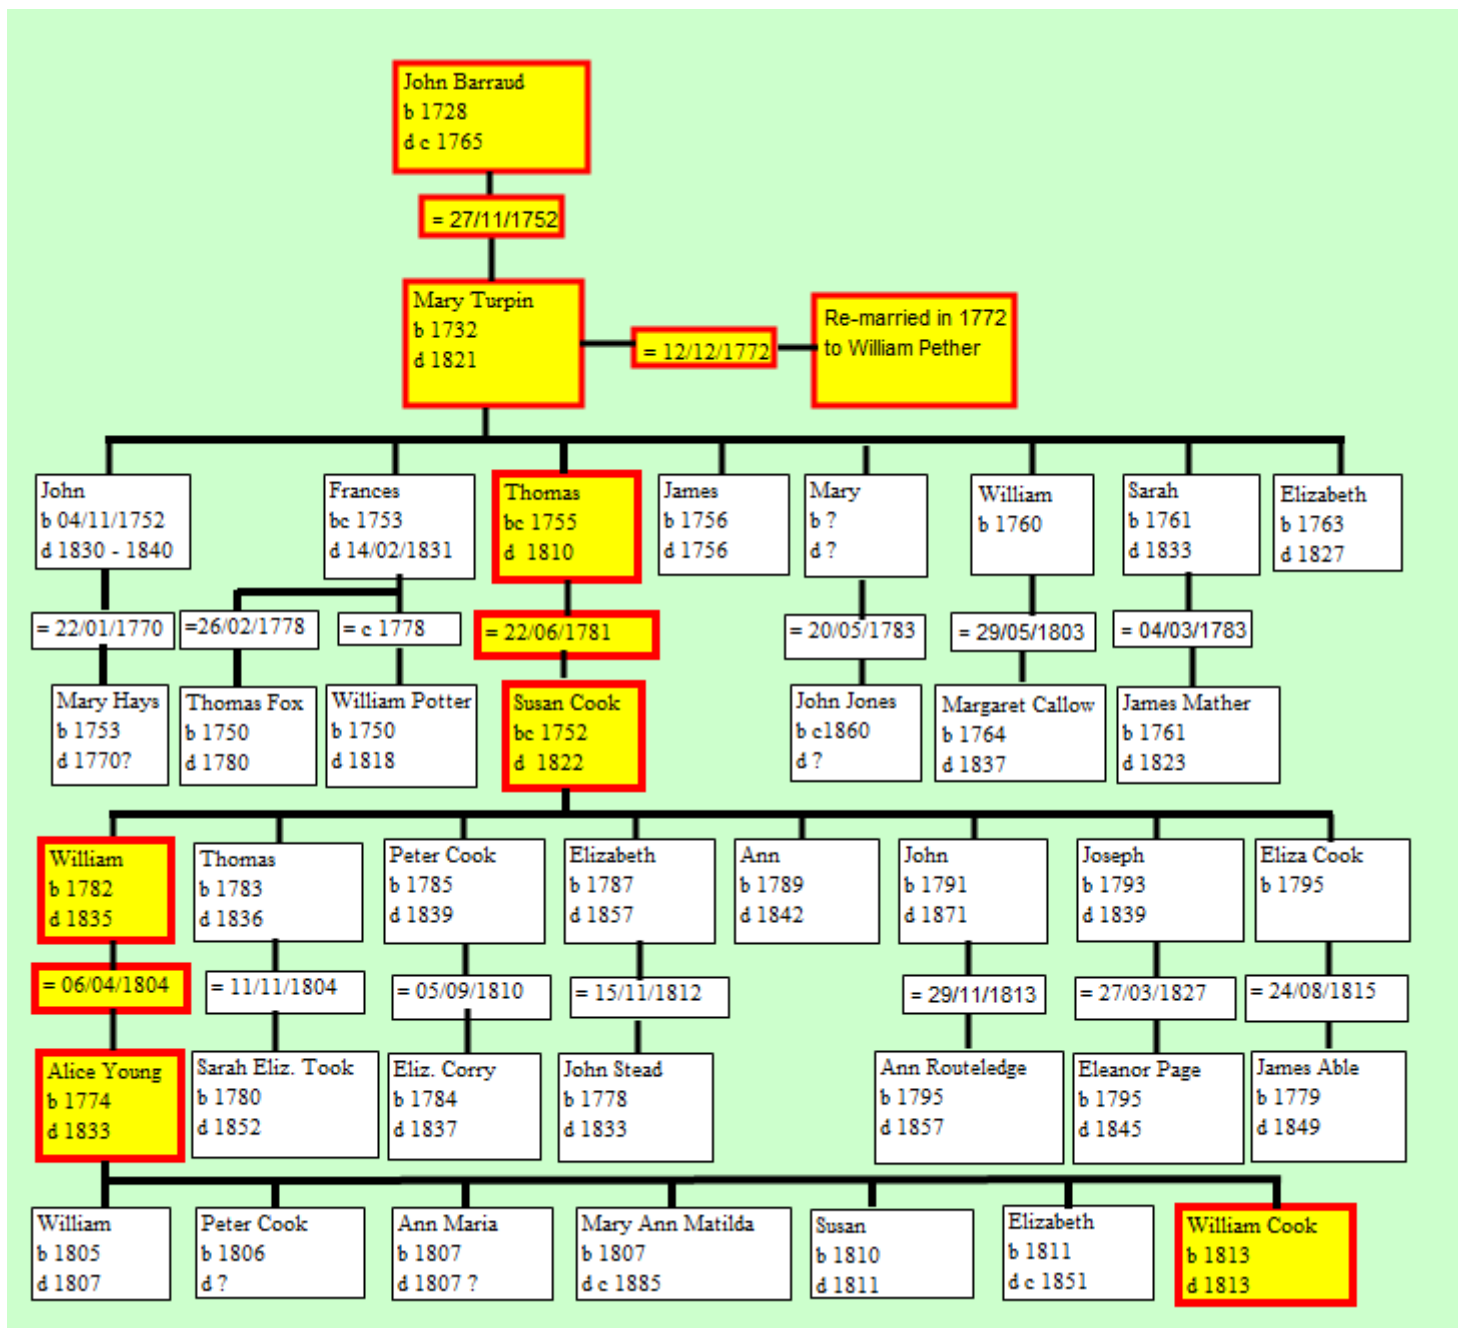 John Barraud
b 1728
d c 1765
= 27/11/1752
Mary Turpin
b 1732
d 1821
= 12/12/1772
Re-married in 1772
to William Pether
John
b 04/11/1752
d 1830 - 1840
Frances
bc 1753
d 14/02/1831
Thomas
bc 1755
d 1810
James
b 1756
d 1756
Mary
b ?
d ?
William
b 1760
Sarah
b 1761
d 1833
Elizabeth
b 1763
d 1827
= 22/01/1770
=26/02/1778
= c 1778
= 22/06/1781
= 20/05/1783
= 29/05/1803
= 04/03/1783
Mary Hays
b 1753
d 1770?
Thomas Fox
b 1750
d 1780
William Potter
b 1750
d 1818
Susan Cook
bc 1752
d 1822
John Jones
b c1860
d ?
Margaret Callow
b 1764
d 1837
James Mather
b 1761
d 1823
William
b 1782
d 1835
Thomas
b 1783
d 1836
Peter Cook
b 1785
d 1839
Elizabeth
b 1787
d 1857
Ann
b 1789
d 1842
John
b 1791
d 1871
Joseph
b 1793
d 1839
Eliza Cook
b 1795
= 06/04/1804
= 11/11/1804
= 05/09/1810
= 15/11/1812
= 29/11/1813
= 27/03/1827
= 24/08/1815
Alice Young
b 1774
d 1833
Sarah Eliz. Took
b 1780
d 1852
Eliz. Corry
b 1784
d 1837
John Stead
b 1778
d 1833
Ann Routeledge
b 1795
d 1857
Eleanor Page
b 1795
d 1845
James Able
b 1779
d 1849
William
b 1805
d 1807
Peter Cook
b 1806
d ?
Ann Maria
b 1807
d 1807 ?
Mary Ann Matilda
b 1807
d c 1885
Susan
b 1810
d 1811
Elizabeth
b 1811
d c 1851
William Cook
b 1813
d 1813